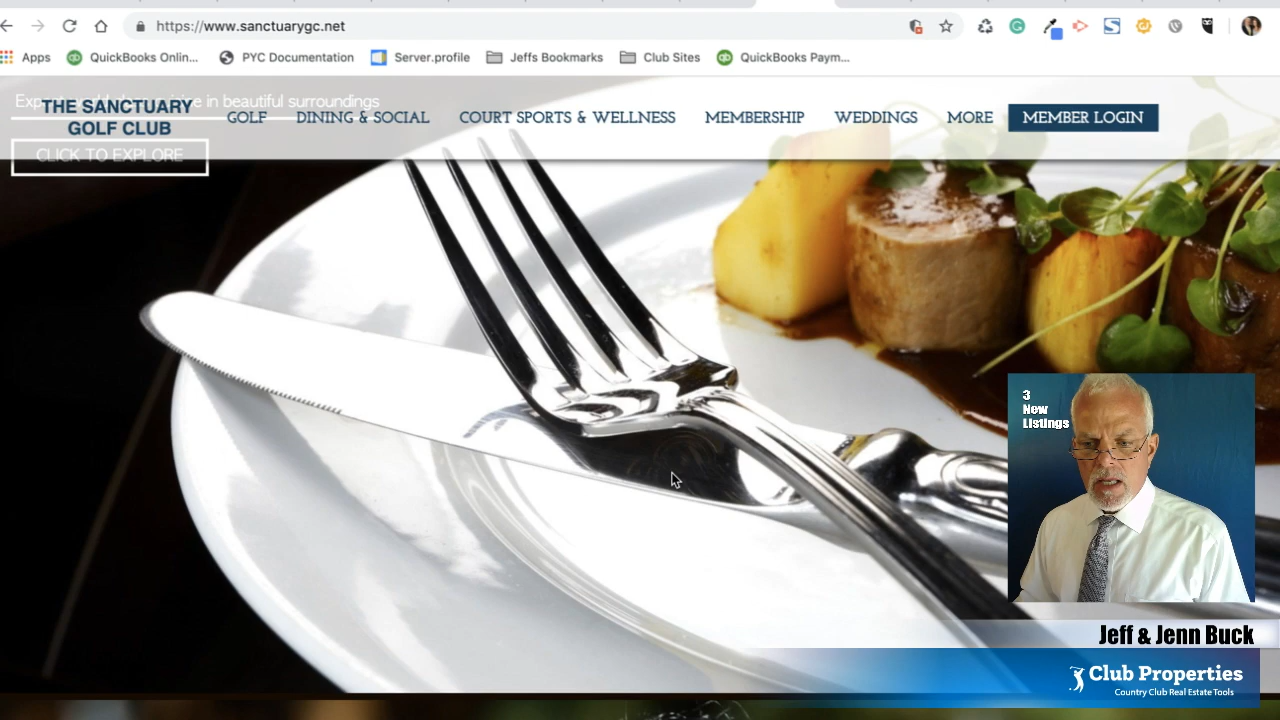 https://www.sanctuarygc.net
Apps
QuickBooks Onlin...
PYC Documentation
Server.profile
Jeffs Bookmarks
Club Sites
QuickBooks Paym...
in beautiful surroundings
THE SANCTUARY
GOLF CLUB
GOLF
DINING & SOCIAL
COURT SPORTS & WELLNESS
MEMBERSHIP
WEDDINGS
MORE
MEMBER LOGIN
CLICK TO EXPLORE
3
New
Listings
Jeff & Jenn Buck
Club Properties
Country Club Real Estate Tools